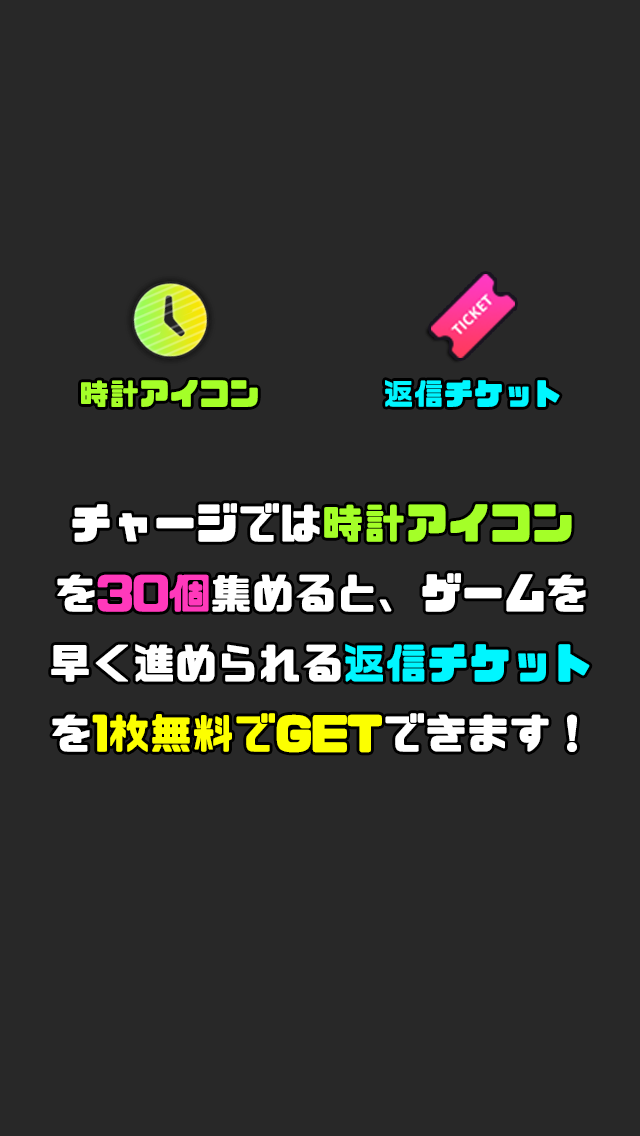 TICKET
時計アイコン
返信チケット
チャージでは時計アイコン
を30個集めると、ゲームを
早く進められる返信チケット
を1枚無料でGETできます！